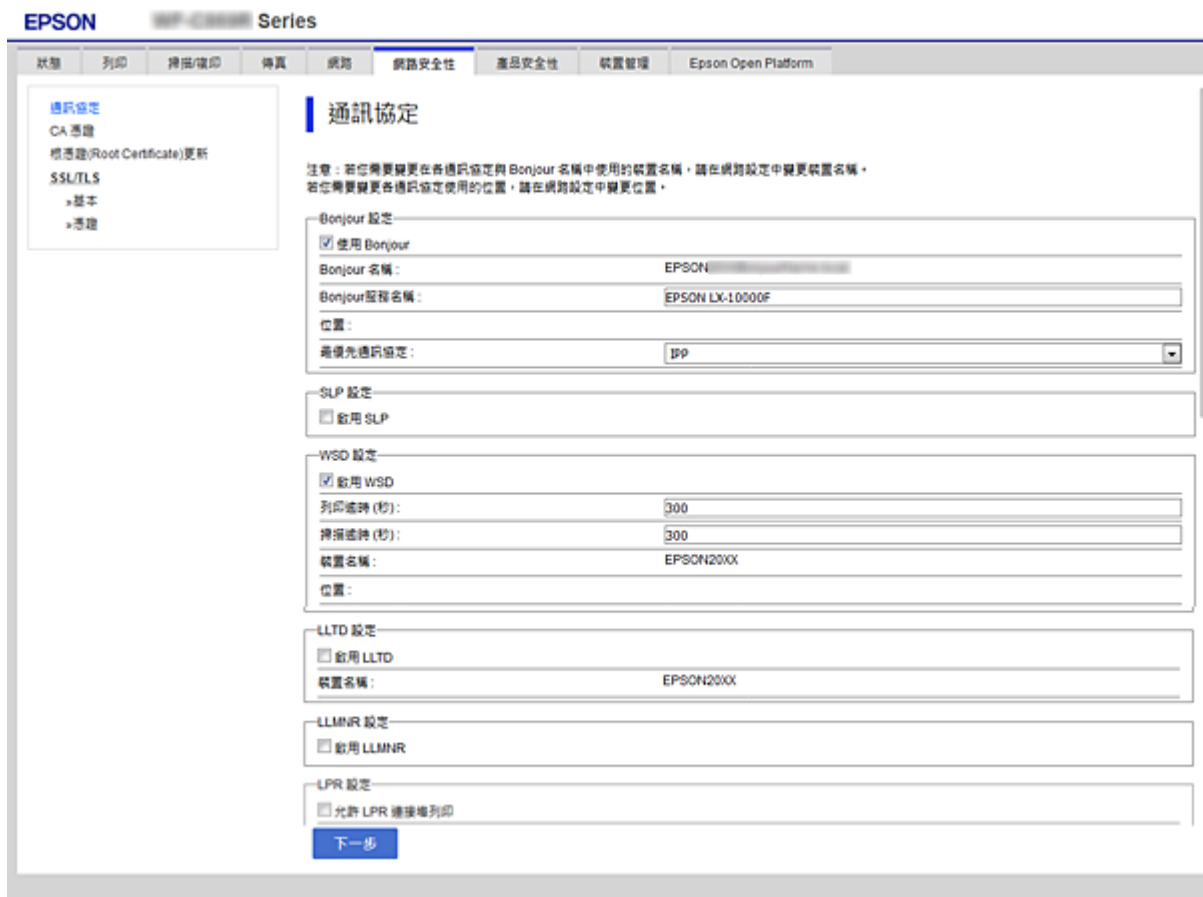 EPSON Series
狀態 列印 掃描/複印 傳真 網路 網路安全性 產品安全性 裝置管理 Epson Open Platform
通訊協定
CA 憑證
根憑證(Root Certificate)更新
SSL/TLS
»基本
»憑證
通訊協定
注意：若您需要變更在各通訊協定與 Bonjour 名稱中使用的裝置名稱，請在網路設定中變更裝置名稱。
若您需要變更各通訊協定使用的位置，請在網路設定中變更位置。
Bonjour 設定
使用 Bonjour
Bonjour 名稱： EPSON
Bonjour服務名稱： EPSON LX-10000F
位置：
最優先通訊協定： IPP
SLP 設定
啟用 SLP
WSD 設定
啟用 WSD
列印逾時 (秒)： 300
掃描逾時 (秒)： 300
裝置名稱： EPSON20XX
位置：
LLTD 設定
啟用 LLTD
裝置名稱： EPSON20XX
LLMNR 設定
啟用 LLMNR
LPR 設定
允許 LPR 連接埠列印
下一步